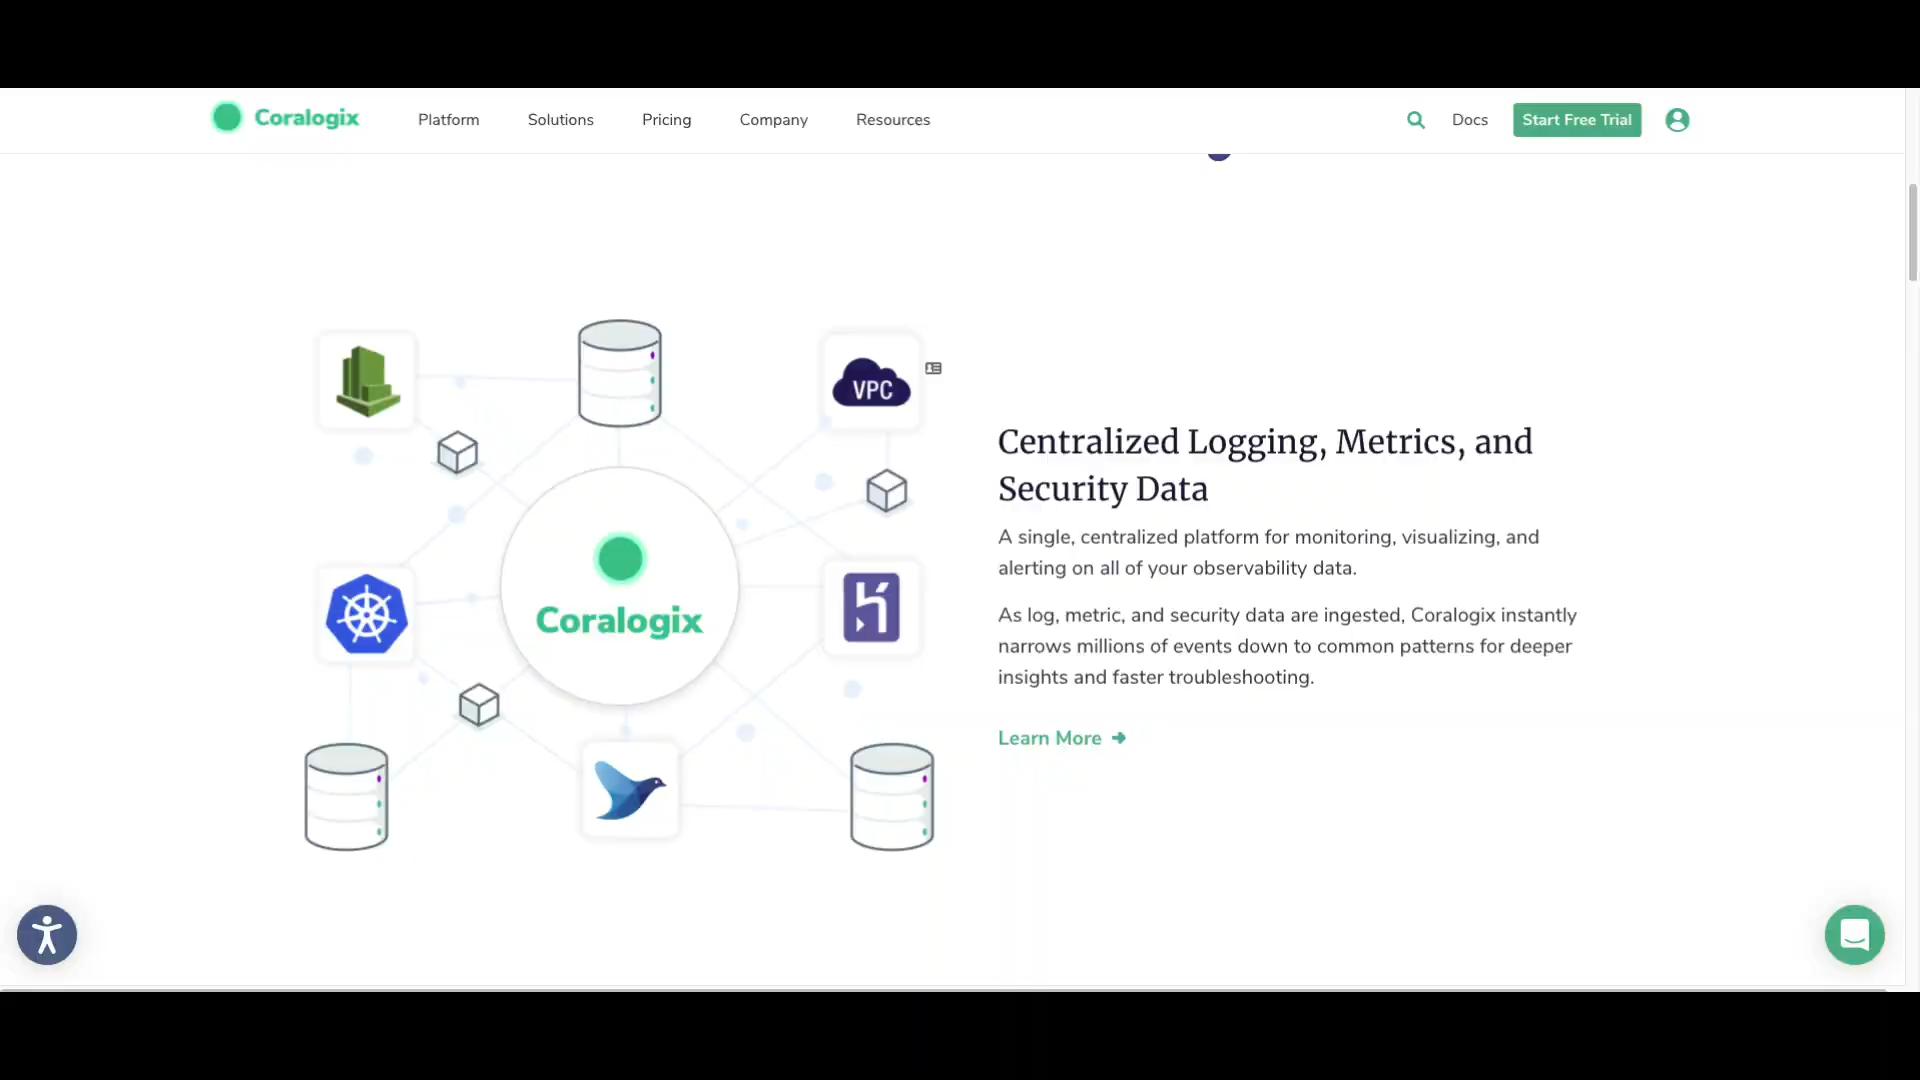 Coralogix
Platform
Solutions
Pricing
Company
Resources
Docs
Start Free Trial
VPC
Coralogix
Centralized Logging, Metrics, and
Security Data
A single, centralized platform for monitoring, visualizing, and
alerting on all of your observability data.
As log, metric, and security data are ingested, Coralogix instantly
narrows millions of events down to common patterns for deeper
insights and faster troubleshooting.
Learn More